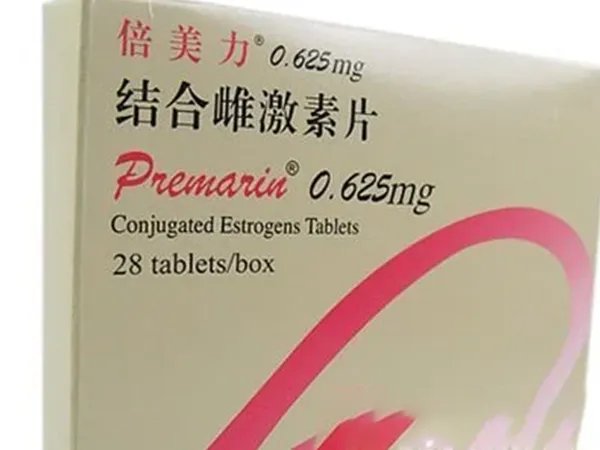 倍美力® 0.625mg
结合雌激素片
Premarin® 0.625mg
Conjugated Estrogens Tablets
28 tablets/box